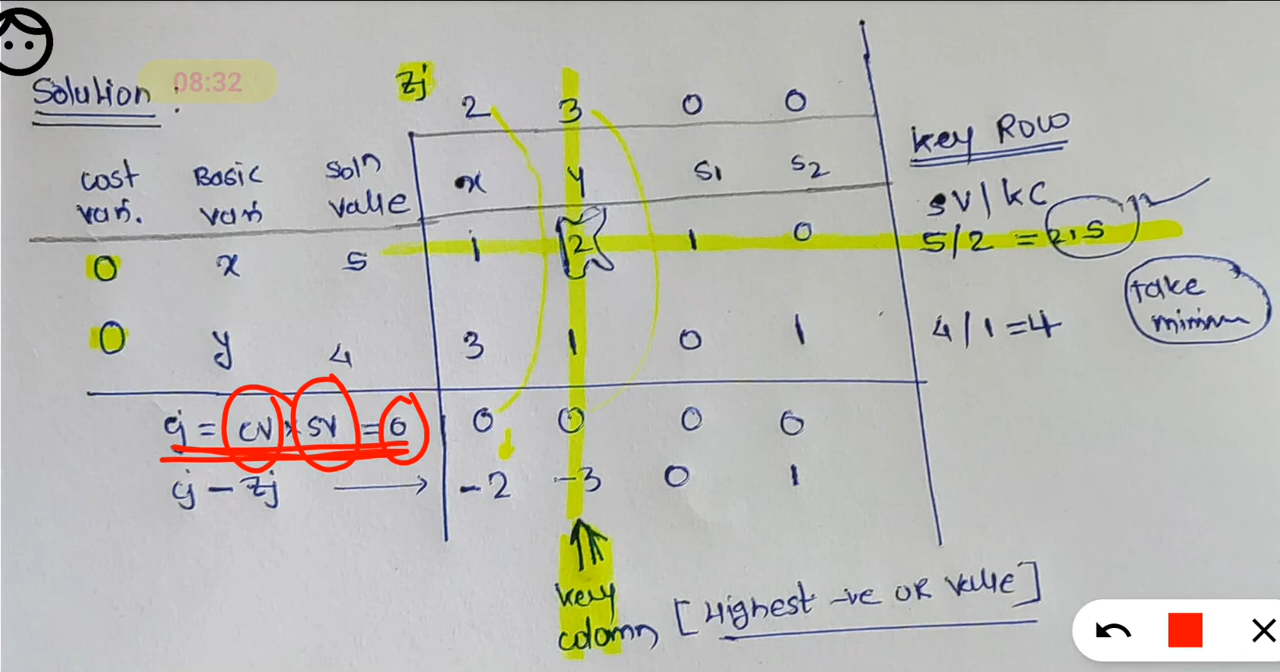 Solution :
08:32
Zj
2 3 0 0
Key Row
cost var. Basic varn Soln value x y s1 s2
SV/KC
0 x 5 1 2 1 0 5/2 = 2.5
take minimum
0 y 4 3 1 0 1 4/1=4
cj = CV × SV = 0 0 0 0 0
cj - Zj → -2 -3 0 1
key column [Highest -ve OR value]